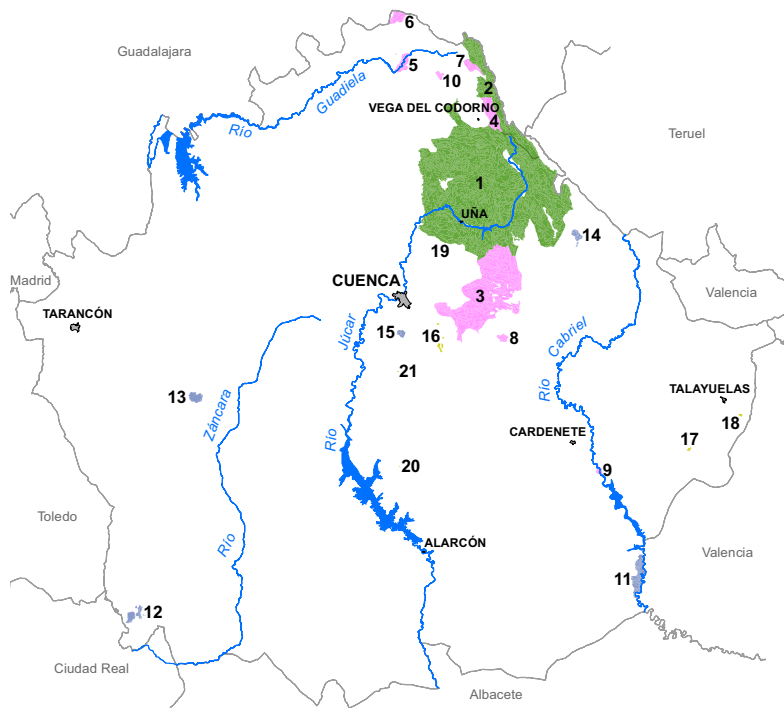 6
Guadalajara
7
5
10
2
Guadiela
VEGA DEL CODORNO
4
Río
Teruel
1
UÑA
14
19
Madrid
CUENCA
3
Valencia
TARANCÓN
Júcar
15
16
8
Cabriel
21
Río
TALAYUELAS
13
Záncara
18
CARDENETE
17
Río
20
9
Toledo
Río
ALARCÓN
Valencia
11
12
Ciudad Real
Albacete